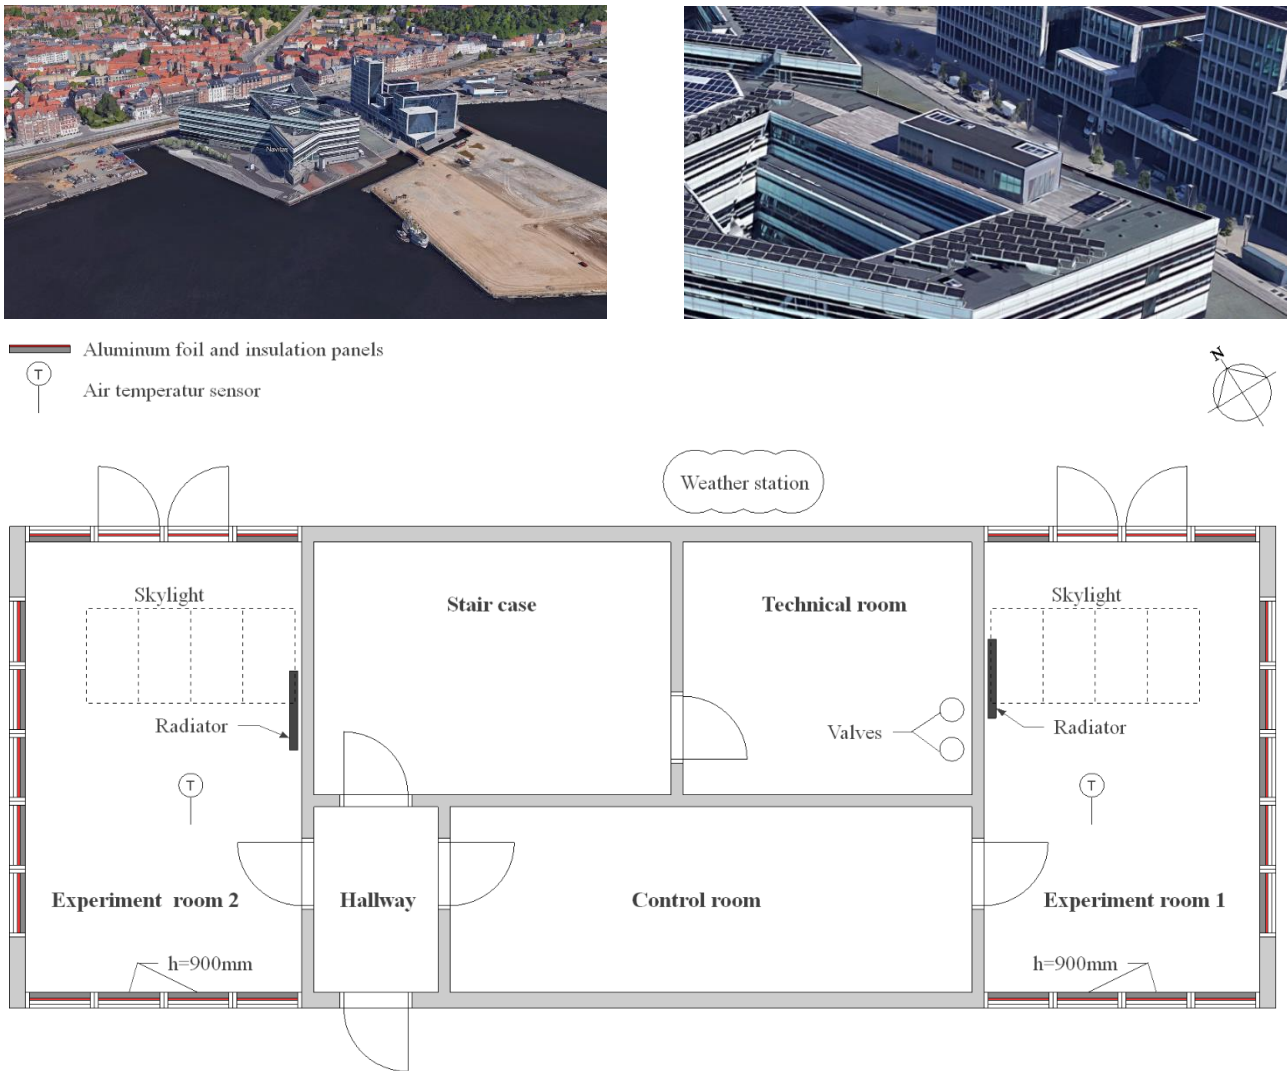 Navitas
Aluminum foil and insulation panels
T
Air temperatur sensor
N
Weather station
Skylight
Stair case
Technical room
Skylight
Radiator
Valves
Radiator
T
T
Experiment room 2
Hallway
Control room
Experiment room 1
h=900mm
h=900mm